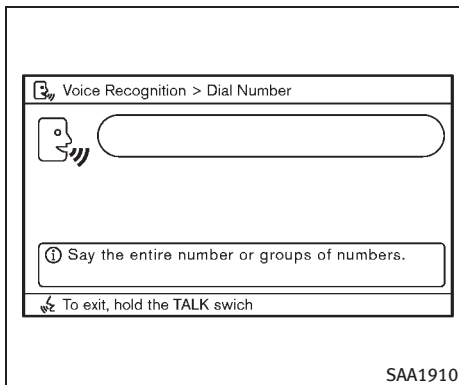 Voice Recognition > Dial Number
ⓘ Say the entire number or groups of numbers.
To exit, hold the TALK swich
SAA1910